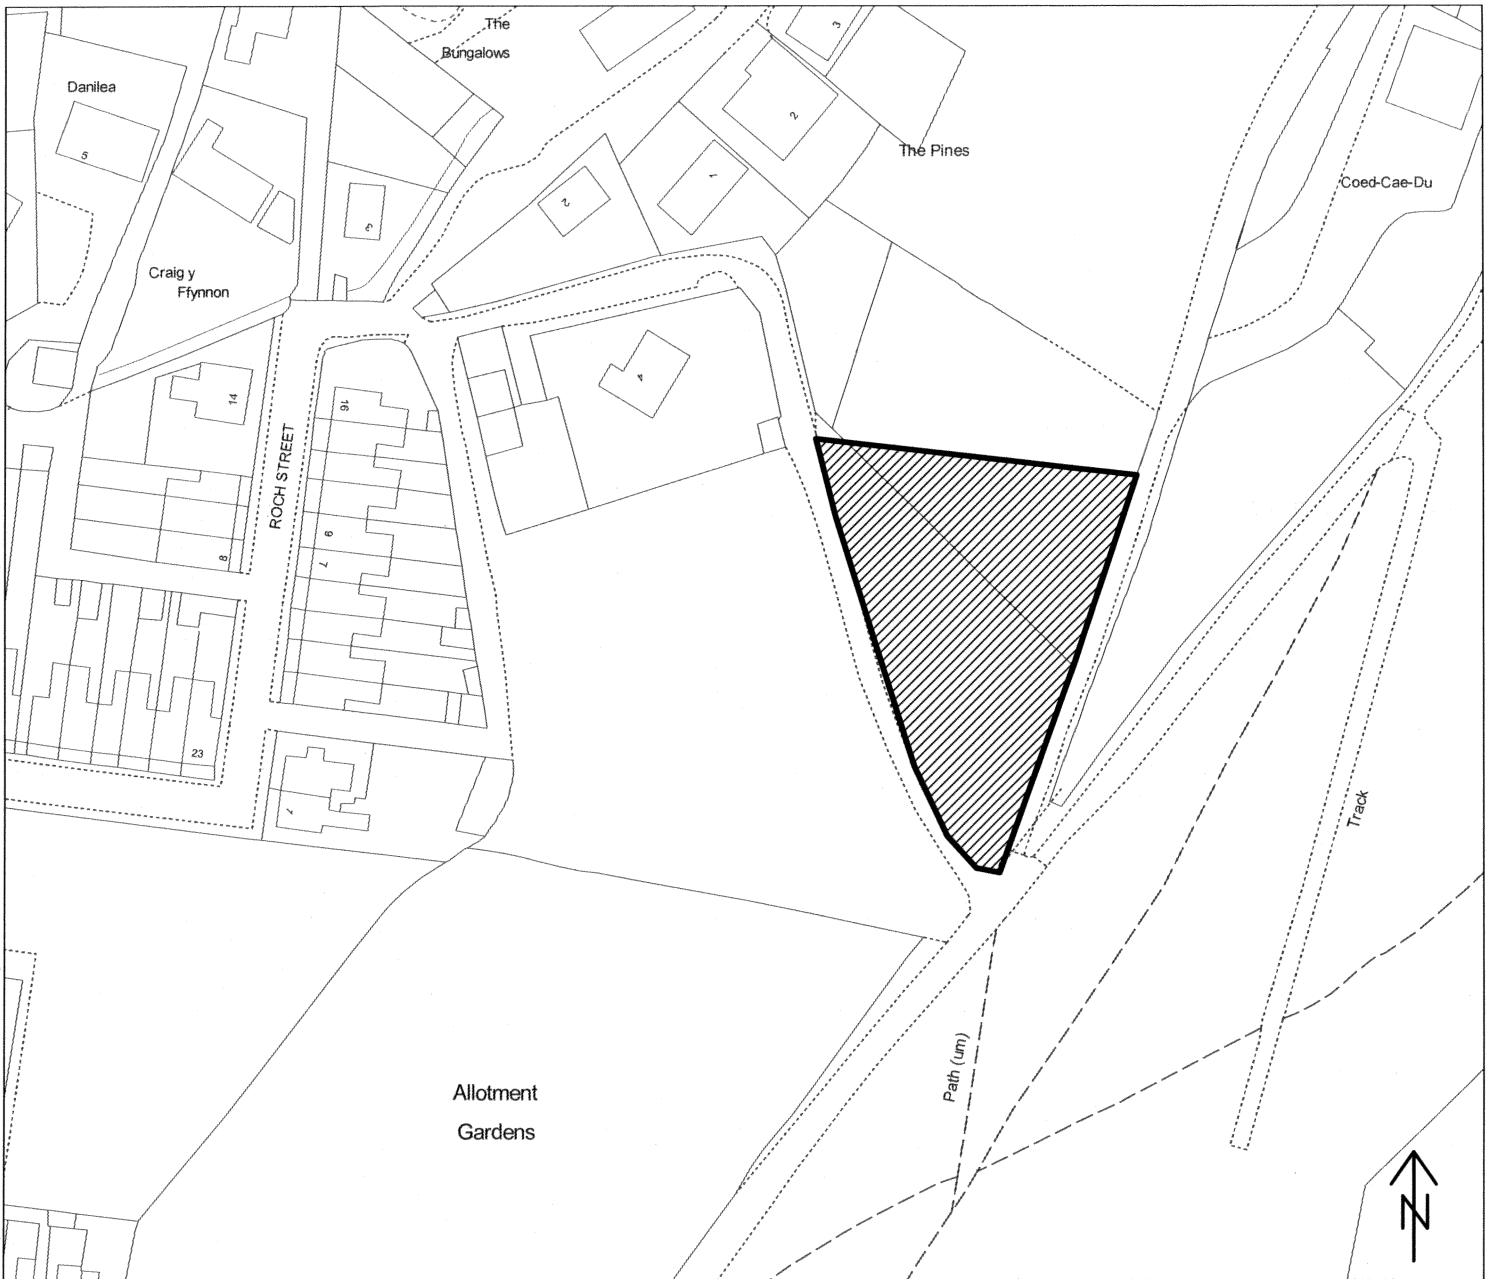 The
Bungalows
3
Danilea
5
2
The Pines
1
Coed-Cae-Du
2
3
Craig y
Ffynnon
14
16
4
ROCH STREET
6
7
8
23
1
Track
Path (um)
Allotment
Gardens
N